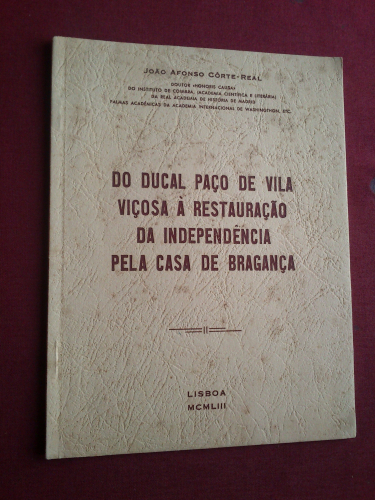 JOÃO AFONSO CÔRTE-REAL
DOUTOR «HONORIS CAUSA»
DO INSTITUTO DE COIMBRA, (ACADEMIA CIENTÍFICA E LITERÁRIA)
DA REAL ACADEMIA DE HISTÓRIA DE MADRID
PALMAS ACADÉMICAS DA ACADEMIA INTERNACIONAL DE WASHINGTHON, ETC.
DO DUCAL PAÇO DE VILA
VIÇOSA À RESTAURAÇÃO
DA INDEPENDÊNCIA
PELA CASA DE BRAGANÇA
LISBOA
MCMLIII